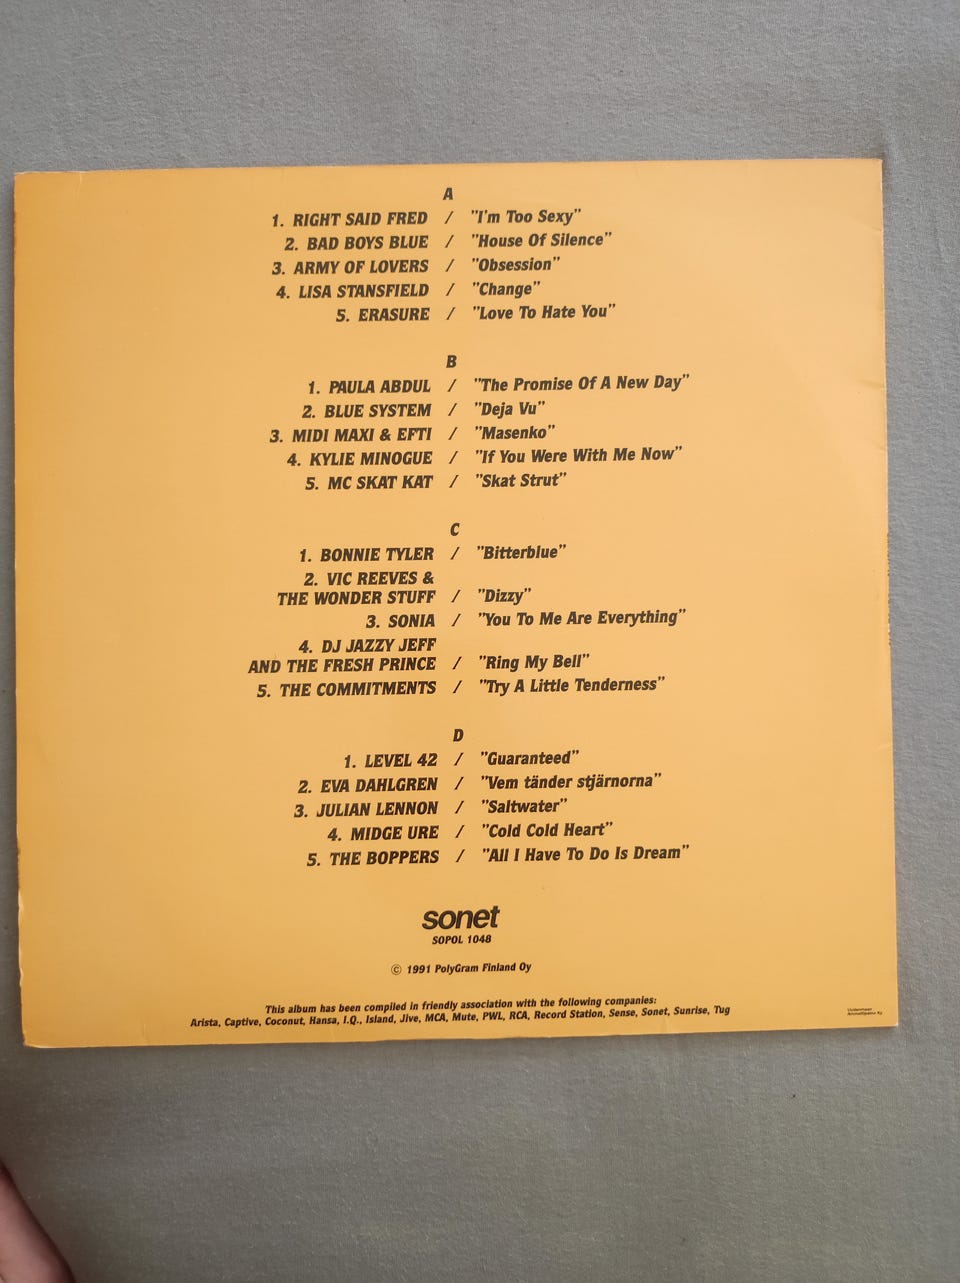 A
1. RIGHT SAID FRED / "I'm Too Sexy"
2. BAD BOYS BLUE / "House Of Silence"
3. ARMY OF LOVERS / "Obsession"
4. LISA STANSFIELD / "Change"
5. ERASURE / "Love To Hate You"
B
1. PAULA ABDUL / "The Promise Of A New Day"
2. BLUE SYSTEM / "Deja Vu"
3. MIDI MAXI & EFTI / "Masenko"
4. KYLIE MINOGUE / "If You Were With Me Now"
5. MC SKAT KAT / "Skat Strut"
C
1. BONNIE TYLER / "Bitterblue"
2. VIC REEVES &
THE WONDER STUFF / "Dizzy"
3. SONIA / "You To Me Are Everything"
4. DJ JAZZY JEFF
AND THE FRESH PRINCE / "Ring My Bell"
5. THE COMMITMENTS / "Try A Little Tenderness"
D
1. LEVEL 42 / "Guaranteed"
2. EVA DAHLGREN / "Vem tänder stjärnorna"
3. JULIAN LENNON / "Saltwater"
4. MIDGE URE / "Cold Cold Heart"
5. THE BOPPERS / "All I Have To Do Is Dream"
sonet
SOPOL 1048
© 1991 PolyGram Finland Oy
This album has been compiled in friendly association with the following companies:
Arista, Captive, Coconut, Hansa, I.Q., Island, Jive, MCA, Mute, PWL, RCA, Record Station, Sense, Sonet, Sunrise, Tug